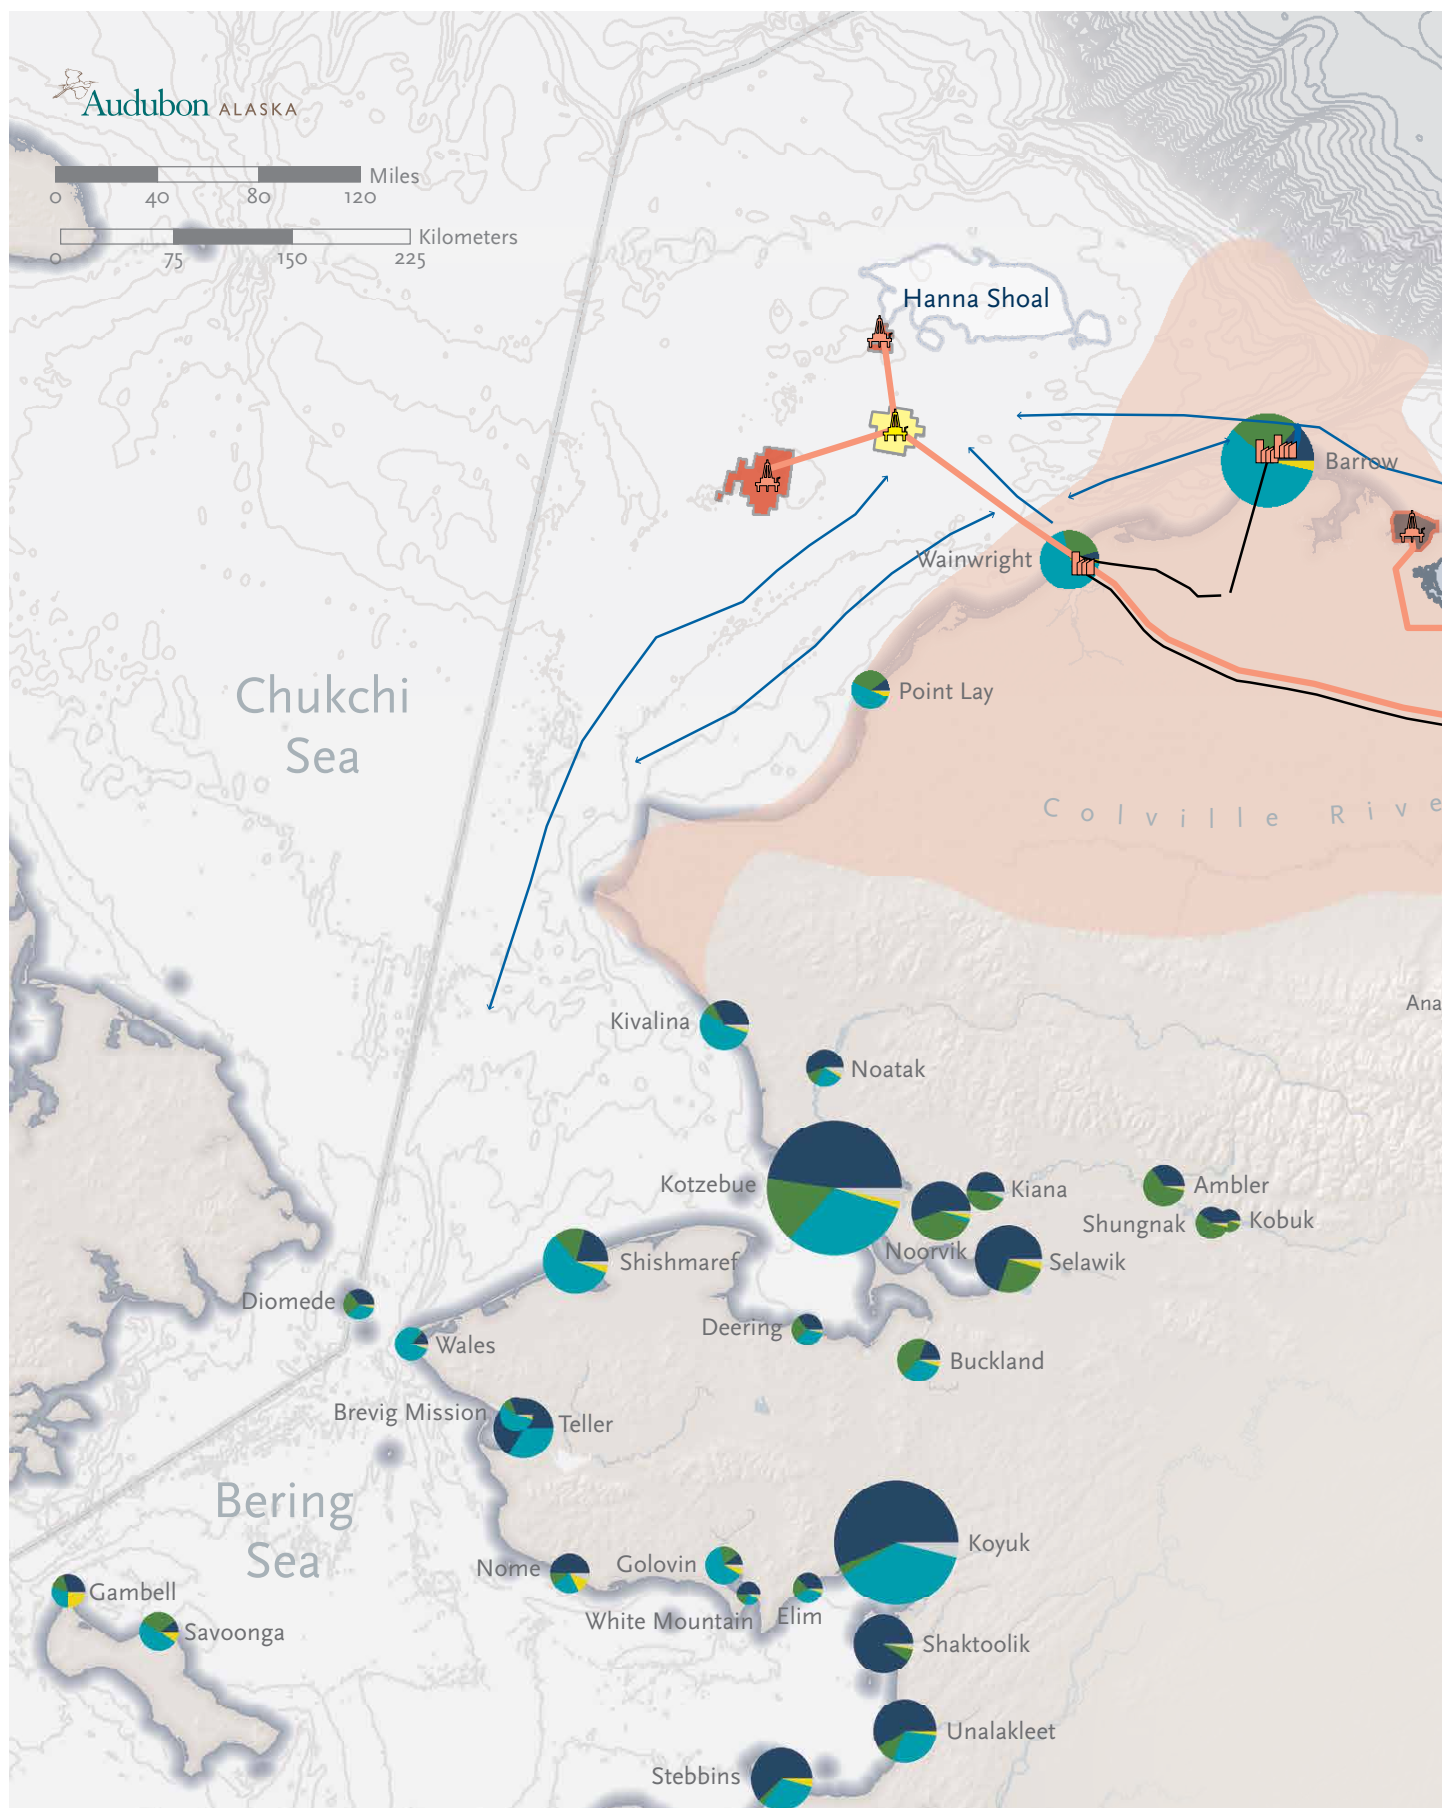 Audubon ALASKA
Miles
0 40 80 120
Kilometers
0 75 150 225
Hanna Shoal
Barrow
Wainwright
Point Lay
Chukchi
Sea
Colville Rive
Ana
Kivalina
Noatak
Kotzebue
Kiana
Ambler
Shungnak
Kobuk
Noorvik
Selawik
Shishmaref
Diomede
Deering
Wales
Buckland
Brevig Mission
Teller
Bering
Sea
Koyuk
Nome
Golovin
Gambell
White Mountain
Elim
Savoonga
Shaktoolik
Unalakleet
Stebbins